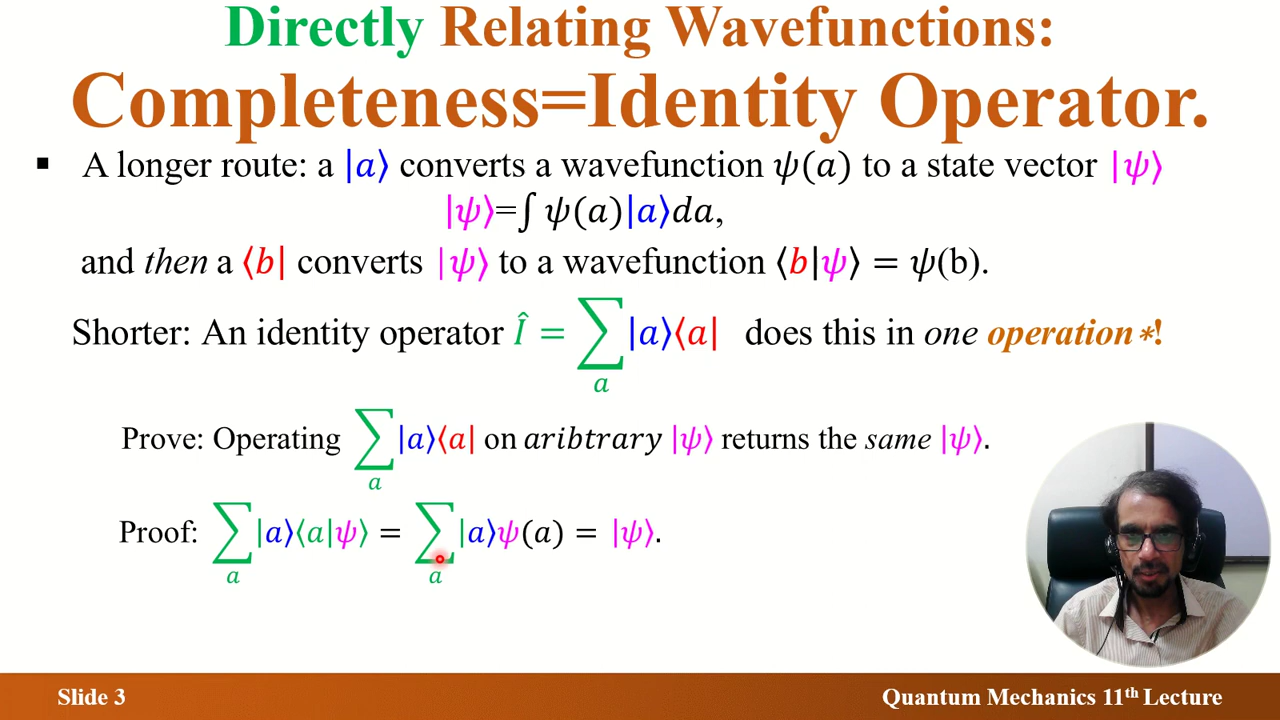 Directly Relating Wavefunctions:
Completeness=Identity Operator.
▪ A longer route: a |a⟩ converts a wavefunction ψ(a) to a state vector |ψ⟩
|ψ⟩=∫ ψ(a)|a⟩da,
and then a ⟨b| converts |ψ⟩ to a wavefunction ⟨b|ψ⟩ = ψ(b).
Shorter: An identity operator Î = ∑ₐ |a⟩⟨a| does this in one operation∗!
Prove: Operating ∑ₐ |a⟩⟨a| on aribtrary |ψ⟩ returns the same |ψ⟩.
Proof: ∑ₐ |a⟩⟨a|ψ⟩ = ∑ₐ |a⟩ψ(a) = |ψ⟩.
Slide 3
Quantum Mechanics 11ᵗʰ Lecture